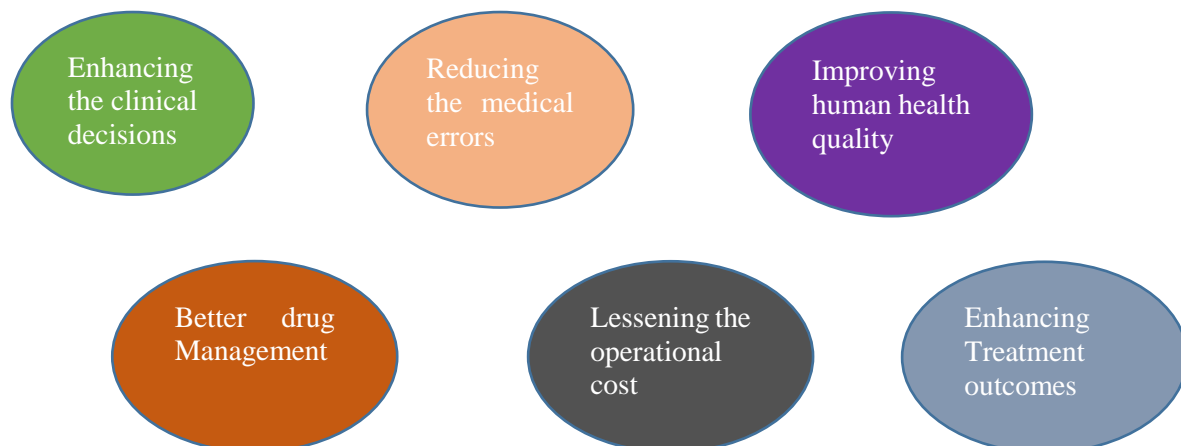 Enhancing
the clinical
decisions
Reducing
the medical
errors
Improving
human health
quality
Better drug
Management
Lessening the
operational
cost
Enhancing
Treatment
outcomes